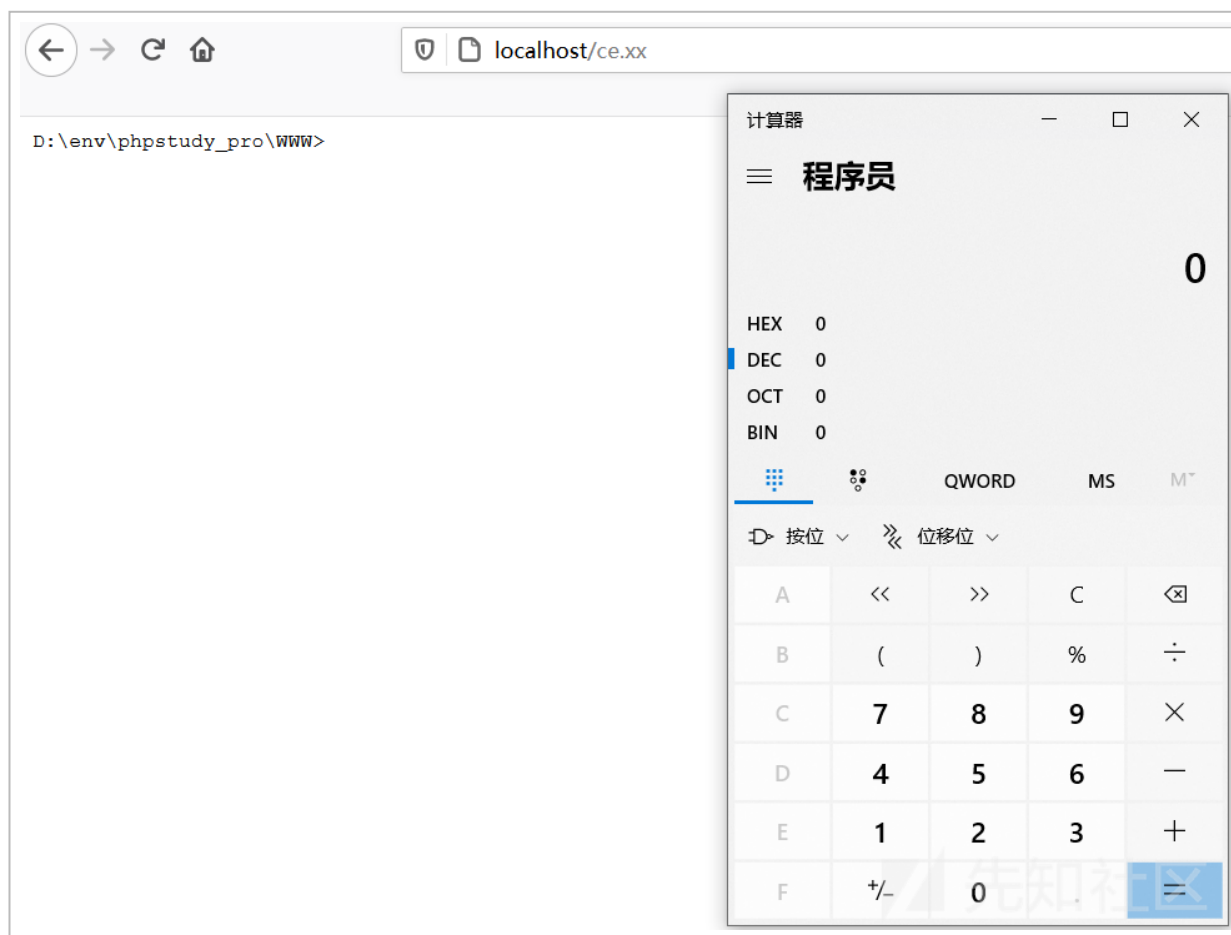 localhost/ce.xx
D:\env\phpstudy_pro\WWW>
计算器
程序员
0
HEX 0
DEC 0
OCT 0
BIN 0
QWORD MS M
按位 位移位
A << >> C
B ( ) % ÷
C 7 8 9 ×
D 4 5 6 −
E 1 2 3 +
F +/− 0 . =
先知社区